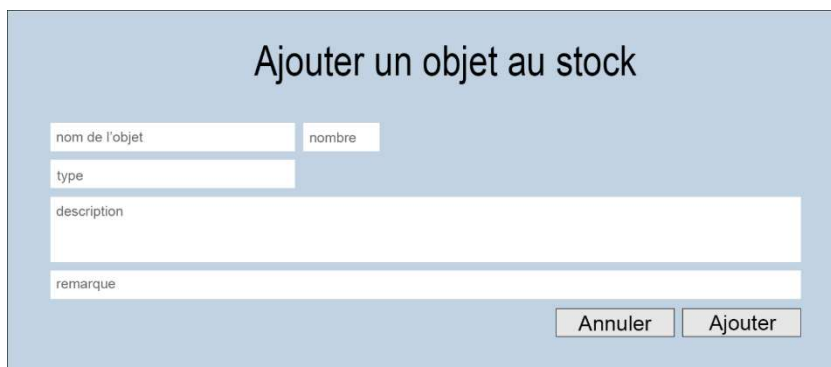 Ajouter un objet au stock
nom de l'objet nombre
type
description
remarque
Annuler Ajouter